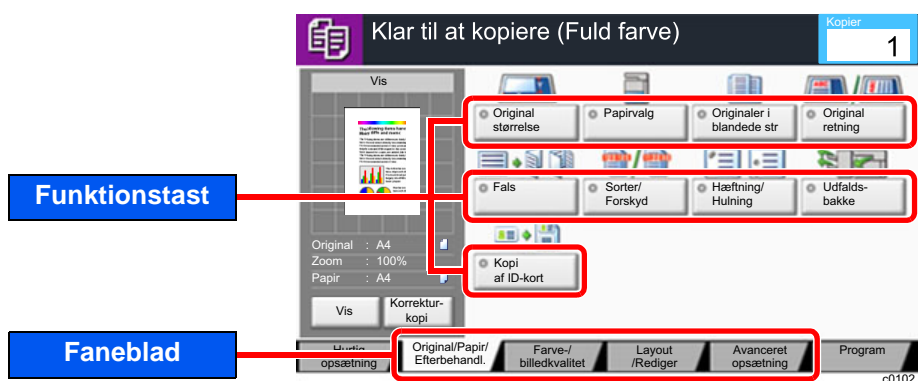 Klar til at kopiere (Fuld farve)
Kopier
1
Vis
Original
størrelse
Papirvalg
Originaler i
blandede str
Original
retning
Funktionstast
Fals
Sorter/
Forskyd
Hæftning/
Hulning
Udfalds-
bakke
Original : A4
Zoom : 100%
Papir : A4
Kopi
af ID-kort
Vis
Korrektur-
kopi
Faneblad
Hurtig
opsætning
Original/Papir/
Efterbehandl.
Farve-/
billedkvalitet
Layout
/Rediger
Avanceret
opsætning
Program
c0102